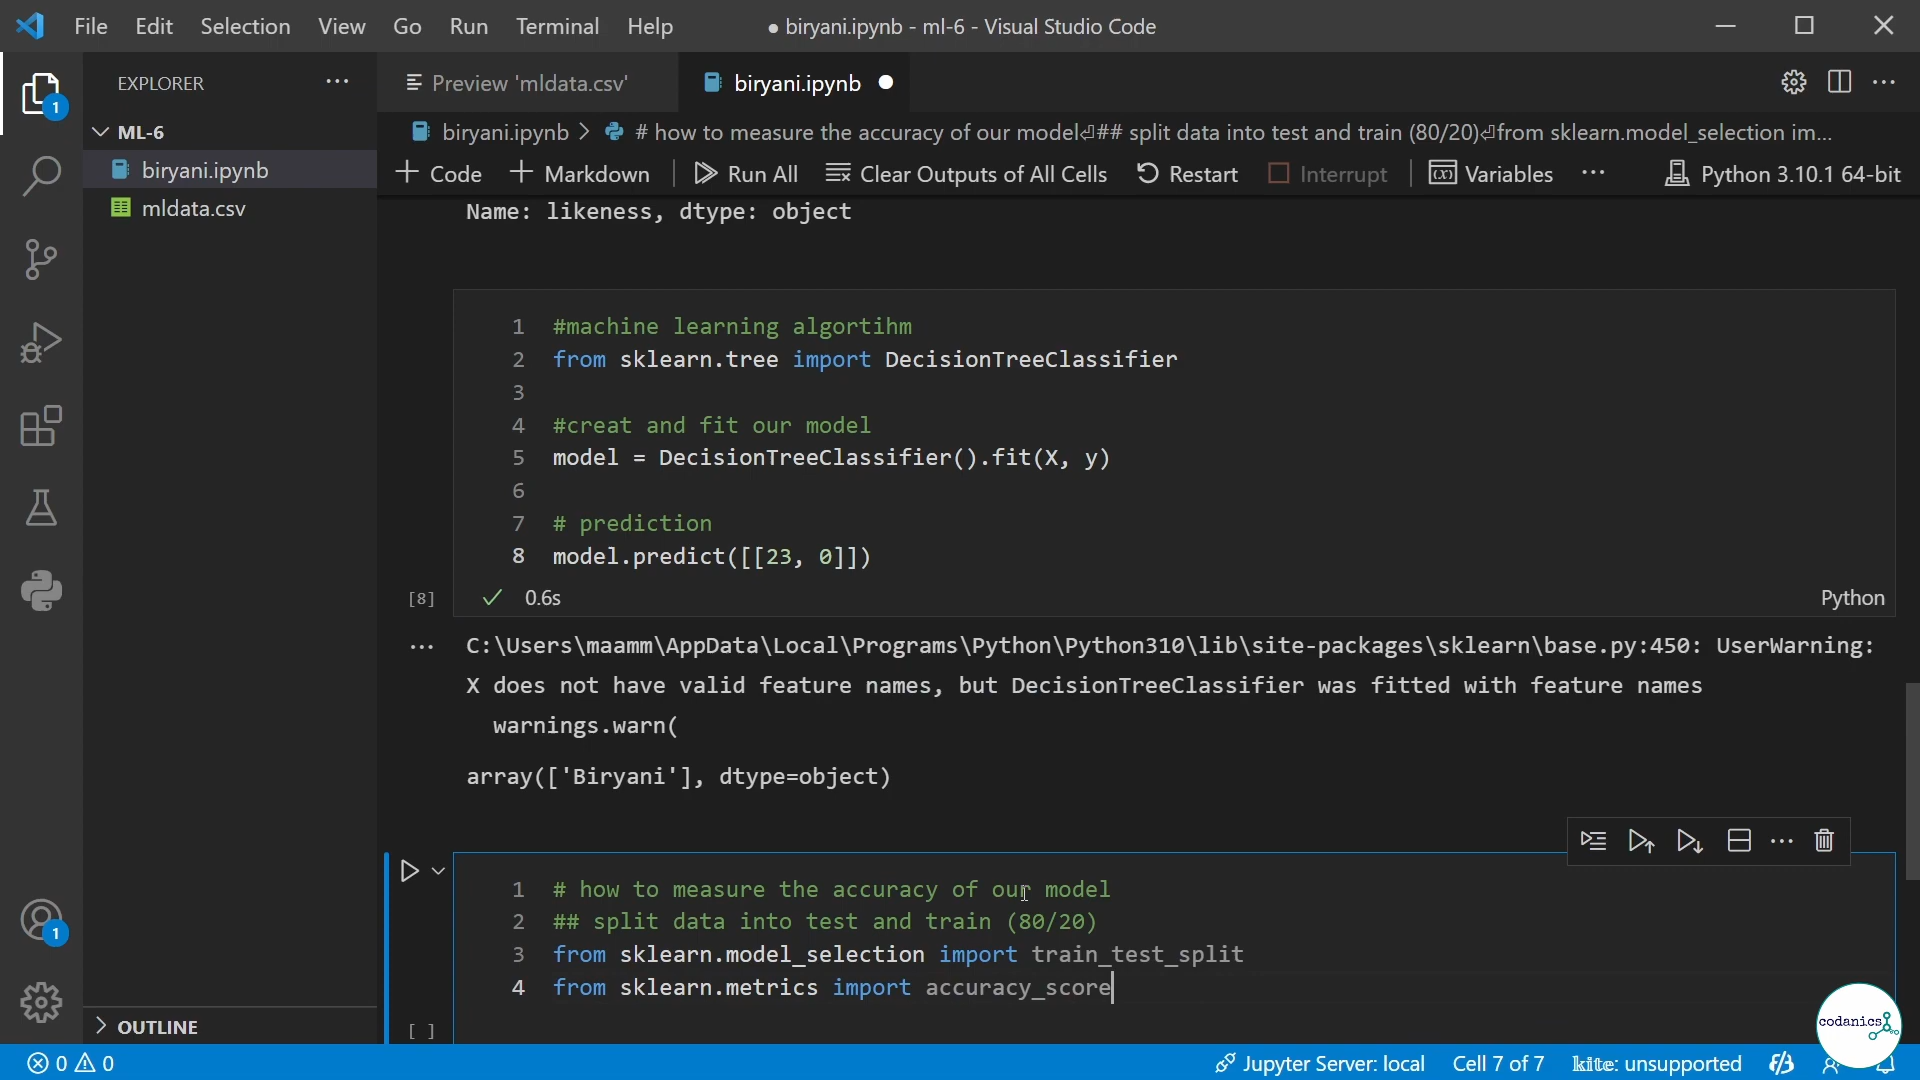 File Edit Selection View Go Run Terminal Help ● biryani.ipynb - ml-6 - Visual Studio Code
EXPLORER ··· Preview 'mldata.csv' biryani.ipynb ●
1
ML-6
biryani.ipynb > # how to measure the accuracy of our model⏎## split data into test and train (80/20)⏎from sklearn.model_selection im...
biryani.ipynb
Code Markdown Run All Clear Outputs of All Cells Restart Interrupt Variables ··· Python 3.10.1 64-bit
mldata.csv
Name: likeness, dtype: object
1 #machine learning algortihm
2 from sklearn.tree import DecisionTreeClassifier
3
4 #creat and fit our model
5 model = DecisionTreeClassifier().fit(X, y)
6
7 # prediction
8 model.predict([[23, 0]])
[8] ✓ 0.6s Python
··· C:\Users\maamm\AppData\Local\Programs\Python\Python310\lib\site-packages\sklearn\base.py:450: UserWarning:
X does not have valid feature names, but DecisionTreeClassifier was fitted with feature names
warnings.warn(
array(['Biryani'], dtype=object)
1 # how to measure the accuracy of our model
2 ## split data into test and train (80/20)
3 from sklearn.model_selection import train_test_split
4 from sklearn.metrics import accuracy_score
[ ]
1
OUTLINE
codanics
0 0 Jupyter Server: local Cell 7 of 7 kite: unsupported